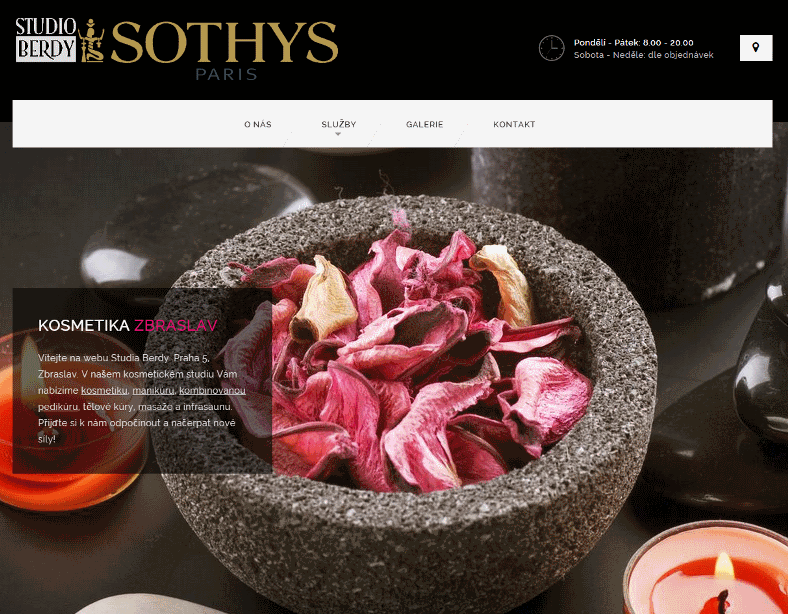 STUDIO
BERDY
SOTHYS
PARIS
Pondělí - Pátek: 8.00 - 20.00
Sobota - Neděle: dle objednávek
O NÁS
SLUŽBY
GALERIE
KONTAKT
KOSMETIKA ZBRASLAV
Vítejte na webu Studia Berdy, Praha 5,
Zbraslav. V našem kosmetickém studiu Vám
nabízíme kosmetiku, manikúru, kombinovanou
pedikúru, tělové kúry, masáže a infrasaunu.
Přijďte si k nám odpočinout a načerpat nové
síly!